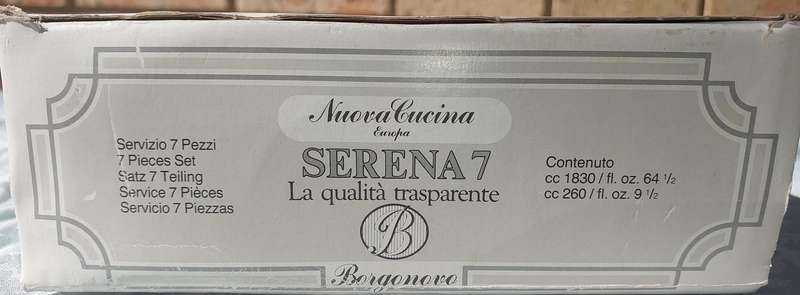 NuovaCucina
Europa
SERENA 7
La qualità trasparente
B
Borgonovo
Servizio 7 Pezzi
7 Pieces Set
Satz 7 Teiling
Service 7 Pièces
Servicio 7 Piezzas
Contenuto
cc 1830 / fl. oz. 64 1/2
cc 260 / fl. oz. 9 1/2